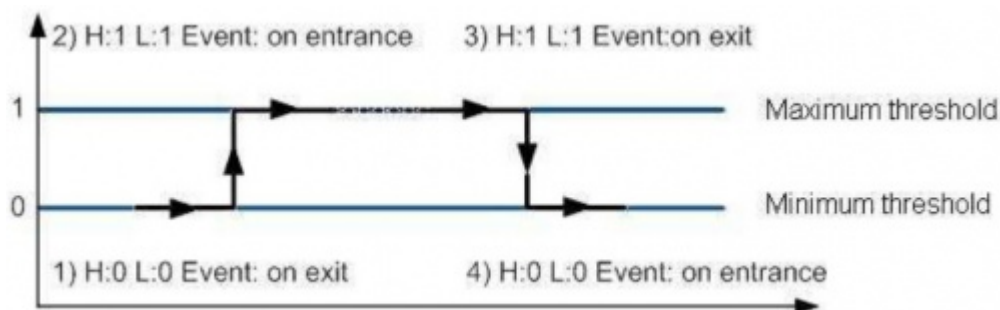 2) H:1 L:1 Event: on entrance
3) H:1 L:1 Event:on exit
1
Maximum threshold
0
Minimum threshold
1) H:0 L:0 Event: on exit
4) H:0 L:0 Event: on entrance